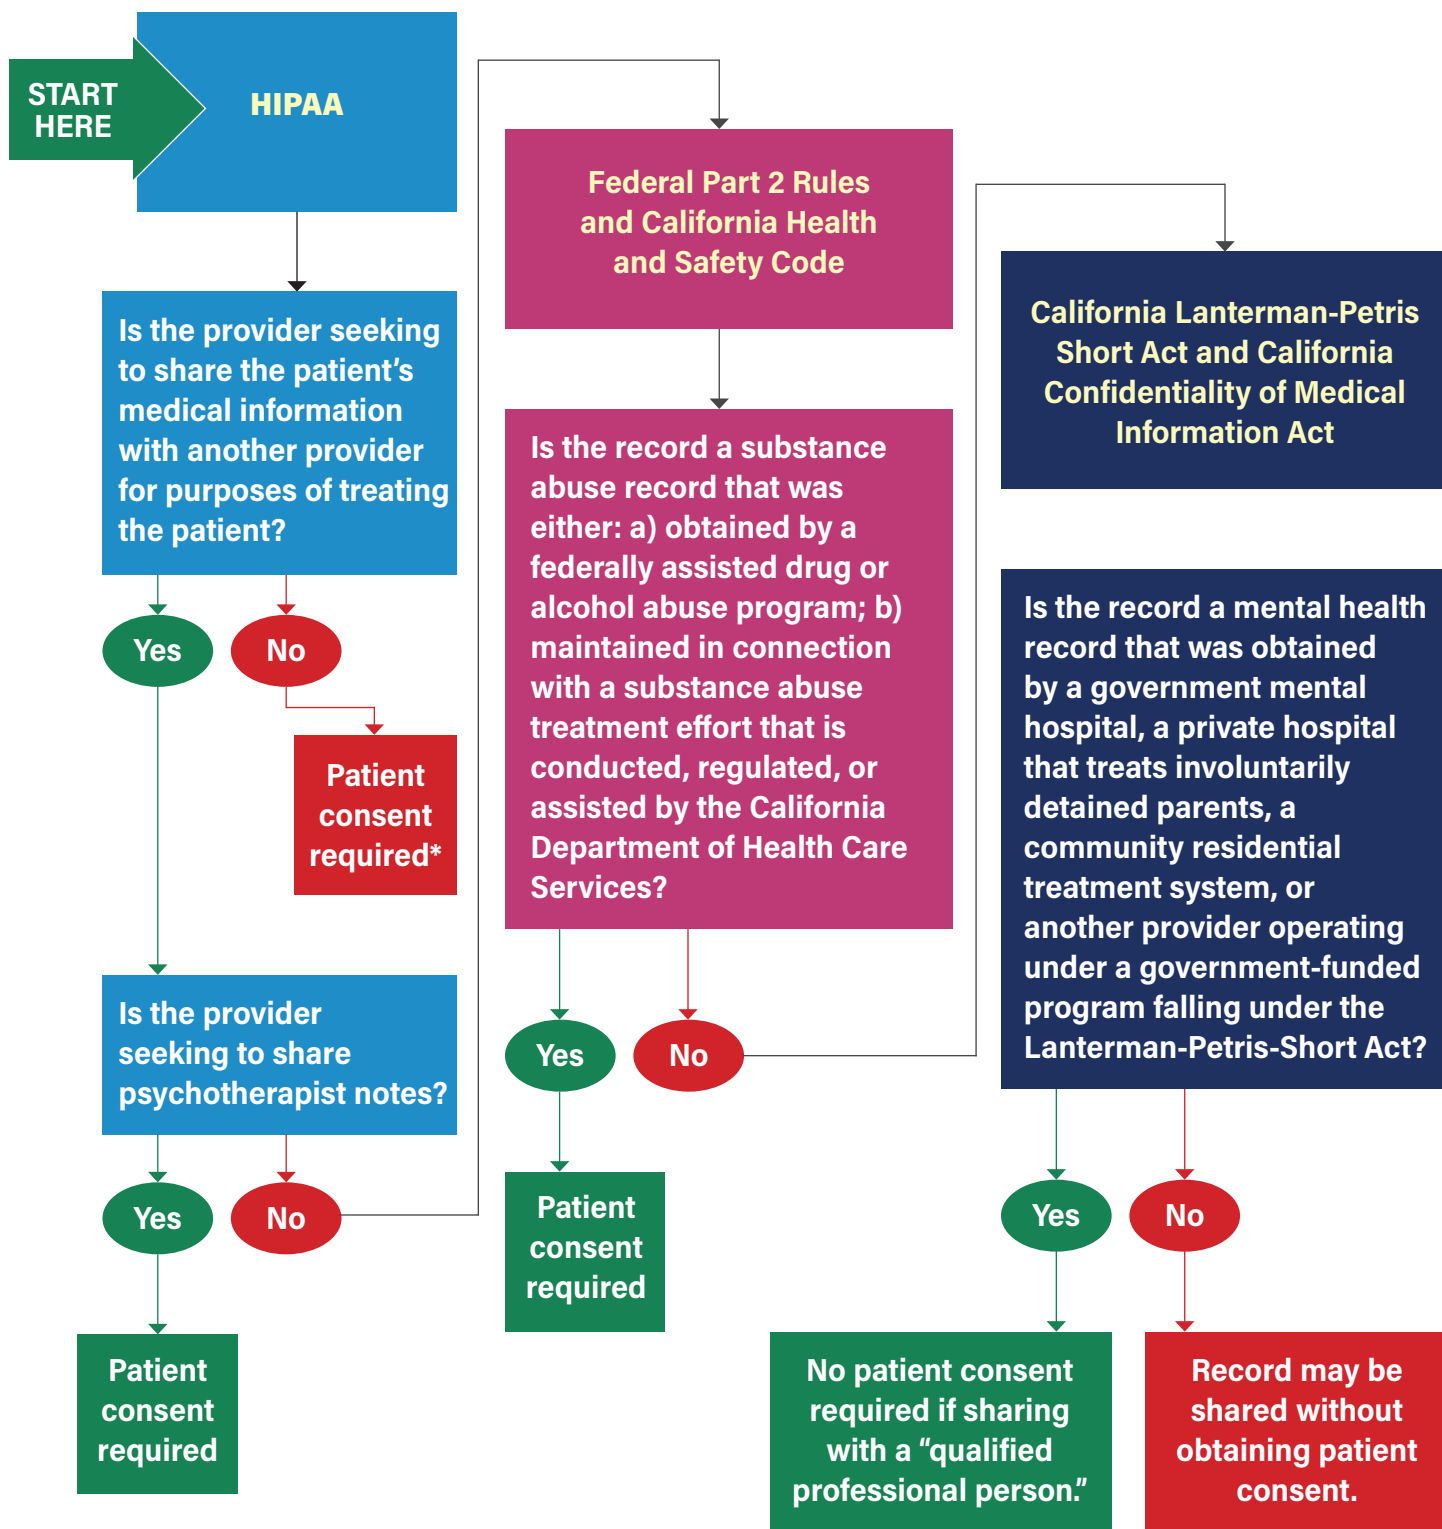 START
HERE
HIPAA
Is the provider seeking
to share the patient’s
medical information
with another provider
for purposes of treating
the patient?
Yes
No
Patient
consent
required*
Is the provider
seeking to share
psychotherapist notes?
Yes
No
Patient
consent
required
Federal Part 2 Rules
and California Health
and Safety Code
Is the record a substance
abuse record that was
either: a) obtained by a
federally assisted drug or
alcohol abuse program; b)
maintained in connection
with a substance abuse
treatment effort that is
conducted, regulated, or
assisted by the California
Department of Health Care
Services?
Yes
No
Patient
consent
required
California Lanterman-Petris
Short Act and California
Confidentiality of Medical
Information Act
Is the record a mental health
record that was obtained
by a government mental
hospital, a private hospital
that treats involuntarily
detained parents, a
community residential
treatment system, or
another provider operating
under a government-funded
program falling under the
Lanterman-Petris-Short Act?
Yes
No
No patient consent
required if sharing
with a “qualified
professional person.”
Record may be
shared without
obtaining patient
consent.